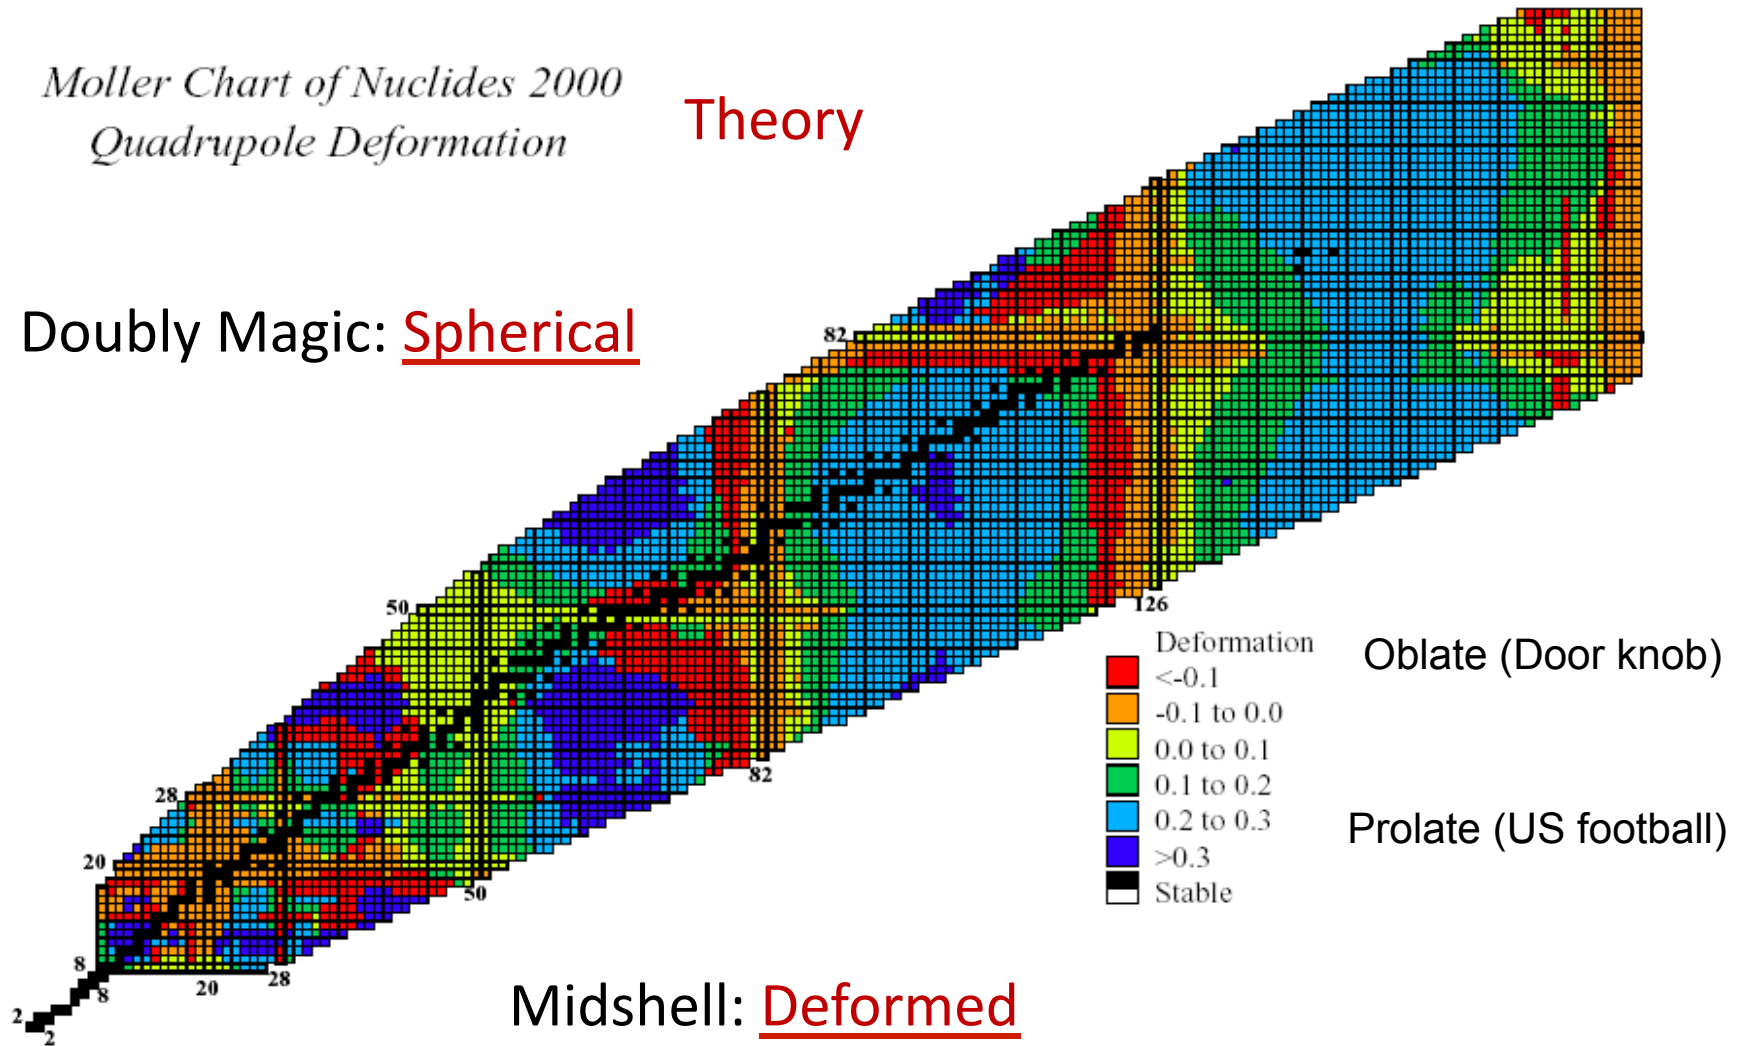 Moller Chart of Nuclides 2000
Quadrupole Deformation
Theory
Doubly Magic: Spherical
82
50
28
20
8
2
2
8
20
28
50
82
126
Deformation
<-0.1
-0.1 to 0.0
0.0 to 0.1
0.1 to 0.2
0.2 to 0.3
>0.3
Stable
Oblate (Door knob)
Prolate (US football)
Midshell: Deformed